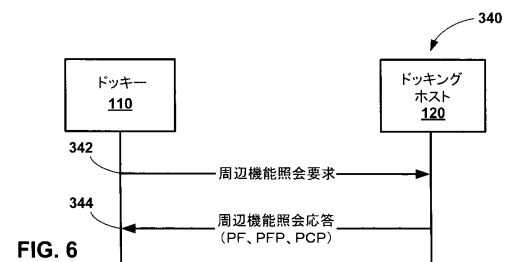 340
ドッキー
110
ドッキング
ホスト
120
342
周辺機能照会要求
344
周辺機能照会応答
(PF、PFP、PCP)
FIG. 6